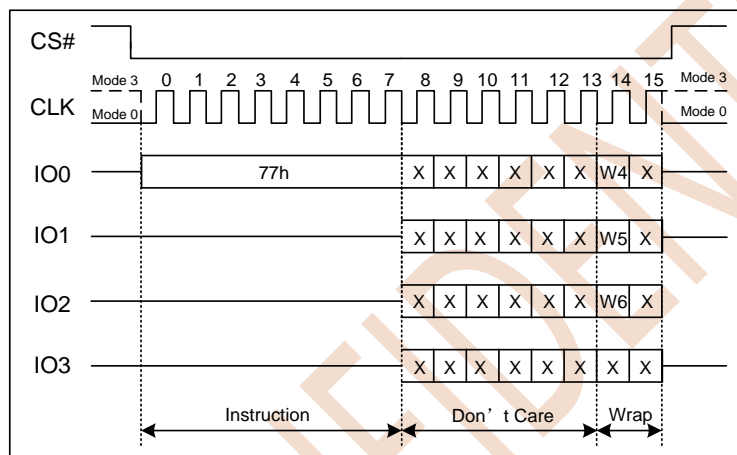 CS#
Mode 3 0 1 2 3 4 5 6 7 8 9 10 11 12 13 14 15 Mode 3
CLK
Mode 0 Mode 0
IO0 77h X X X X X X W4 X
IO1 X X X X X X W5 X
IO2 X X X X X X W6 X
IO3 X X X X X X X X
Instruction Don’t Care Wrap